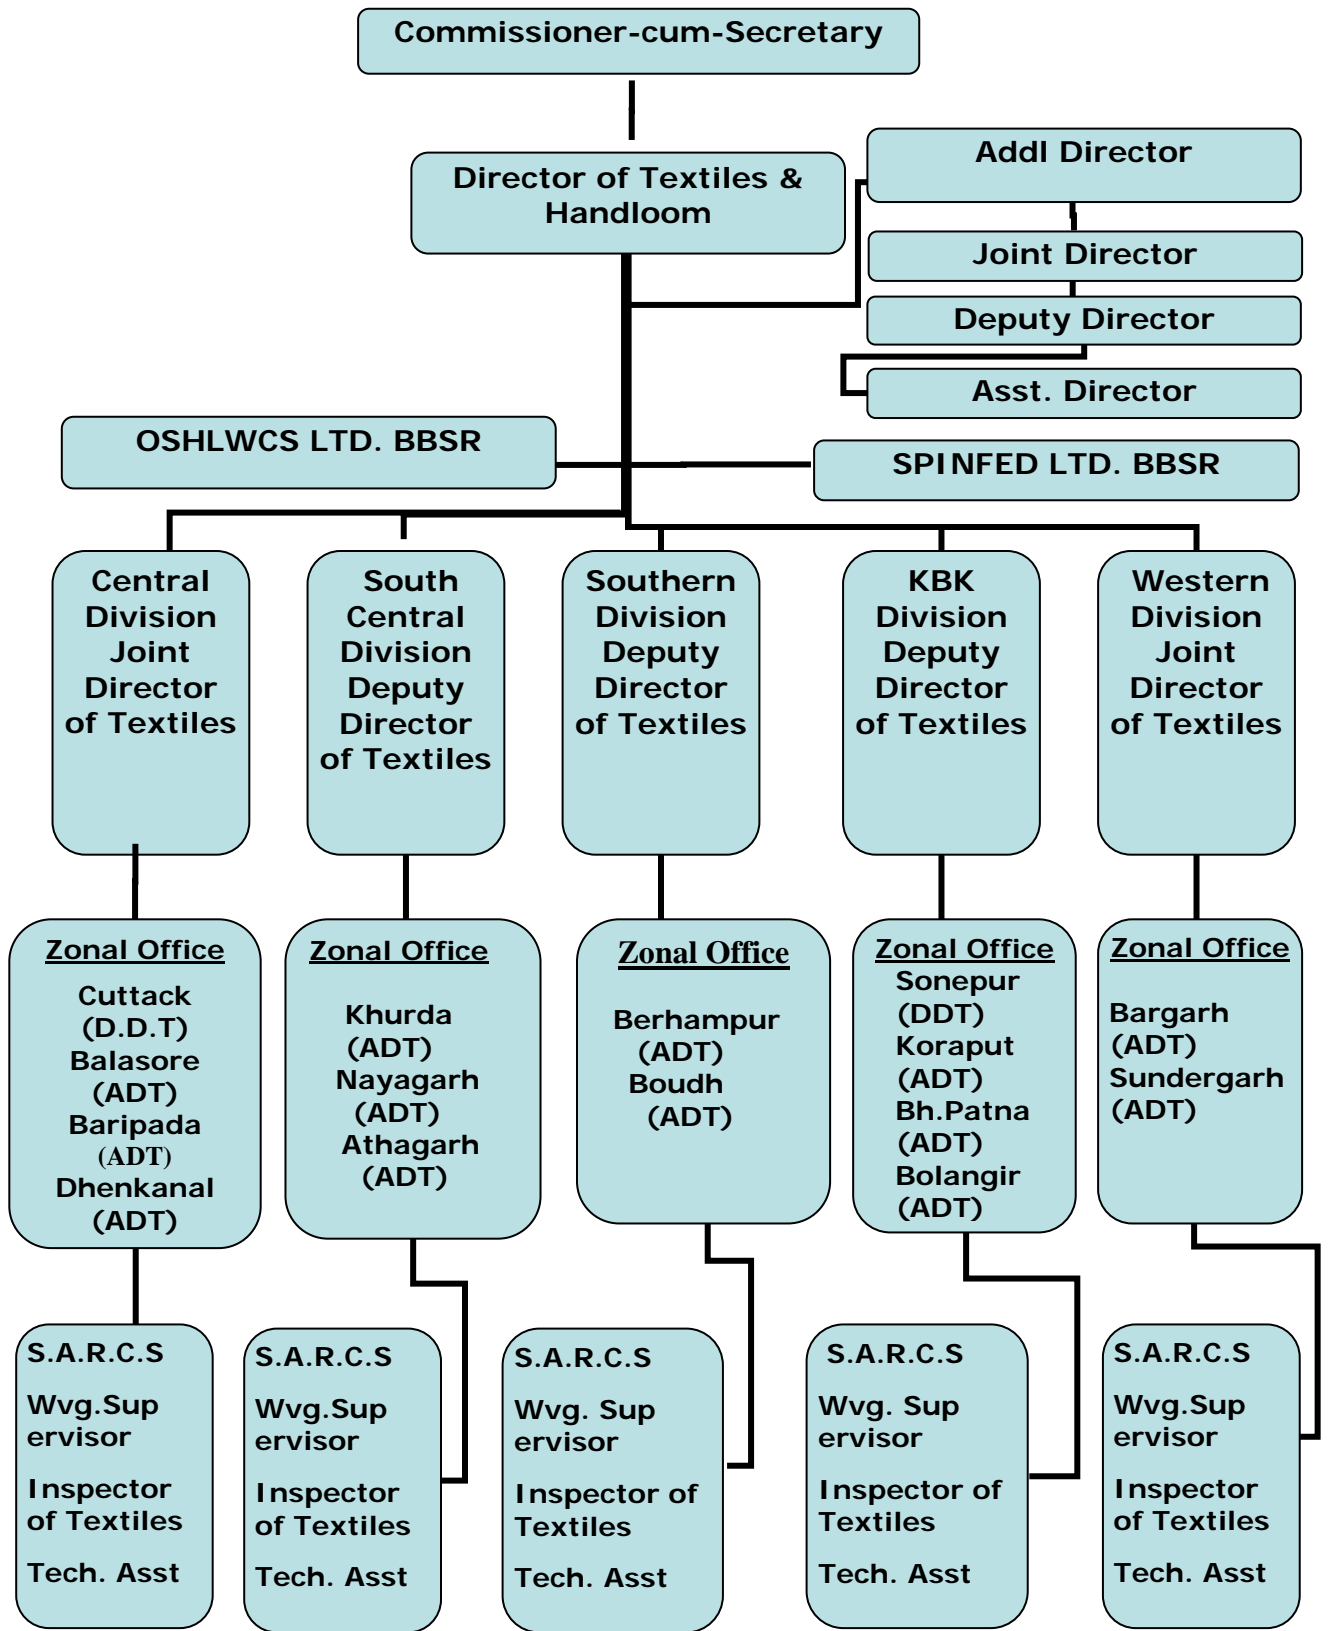 Commissioner-cum-Secretary
Director of Textiles &
Handloom
Addl Director
Joint Director
Deputy Director
Asst. Director
OSHLWCS LTD. BBSR
SPINFED LTD. BBSR
Central
Division
Joint
Director
of Textiles
South
Central
Division
Deputy
Director
of Textiles
Southern
Division
Deputy
Director
of Textiles
KBK
Division
Deputy
Director
of Textiles
Western
Division
Joint
Director
of Textiles
Zonal Office
Cuttack
(D.D.T)
Balasore
(ADT)
Baripada
(ADT)
Dhenkanal
(ADT)
Zonal Office
Khurda
(ADT)
Nayagarh
(ADT)
Athagarh
(ADT)
Zonal Office
Berhampur
(ADT)
Boudh
(ADT)
Zonal Office
Sonepur
(DDT)
Koraput
(ADT)
Bh.Patna
(ADT)
Bolangir
(ADT)
Zonal Office
Bargarh
(ADT)
Sundergarh
(ADT)
S.A.R.C.S
Wvg.Sup
ervisor
Inspector
of Textiles
Tech. Asst
S.A.R.C.S
Wvg.Sup
ervisor
Inspector
of Textiles
Tech. Asst
S.A.R.C.S
Wvg. Sup
ervisor
Inspector of
Textiles
Tech. Asst
S.A.R.C.S
Wvg. Sup
ervisor
Inspector of
Textiles
Tech. Asst
S.A.R.C.S
Wvg.Sup
ervisor
Inspector
of Textiles
Tech. Asst